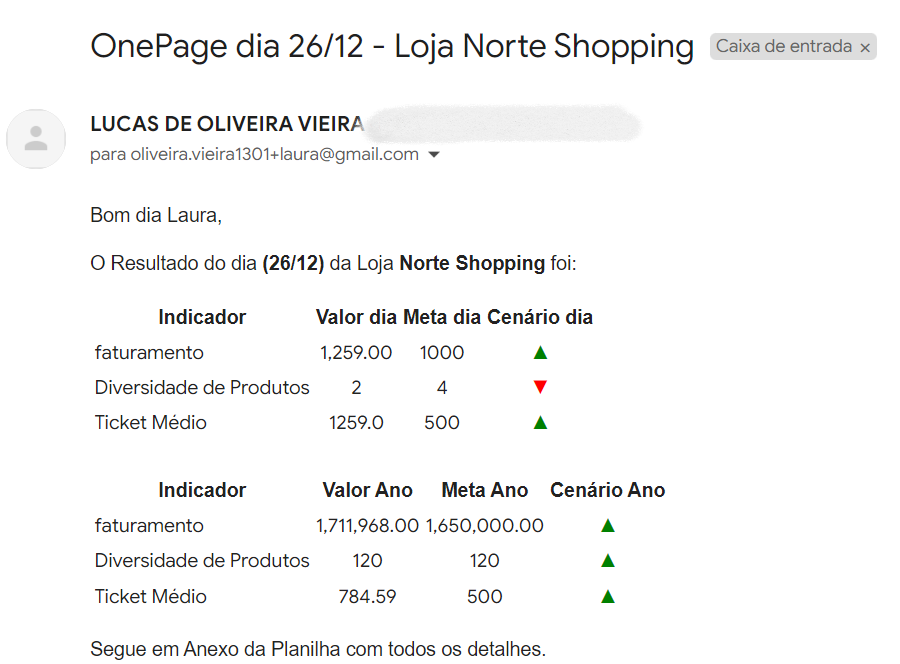 OnePage dia 26/12 - Loja Norte Shopping Caixa de entrada ×
LUCAS DE OLIVEIRA VIEIRA
para oliveira.vieira1301+laura@gmail.com
Bom dia Laura,
O Resultado do dia (26/12) da Loja Norte Shopping foi:
Indicador Valor dia Meta dia Cenário dia
faturamento 1,259.00 1000 ▲
Diversidade de Produtos 2 4 ▼
Ticket Médio 1259.0 500 ▲
Indicador Valor Ano Meta Ano Cenário Ano
faturamento 1,711,968.00 1,650,000.00 ▲
Diversidade de Produtos 120 120 ▲
Ticket Médio 784.59 500 ▲
Segue em Anexo da Planilha com todos os detalhes.